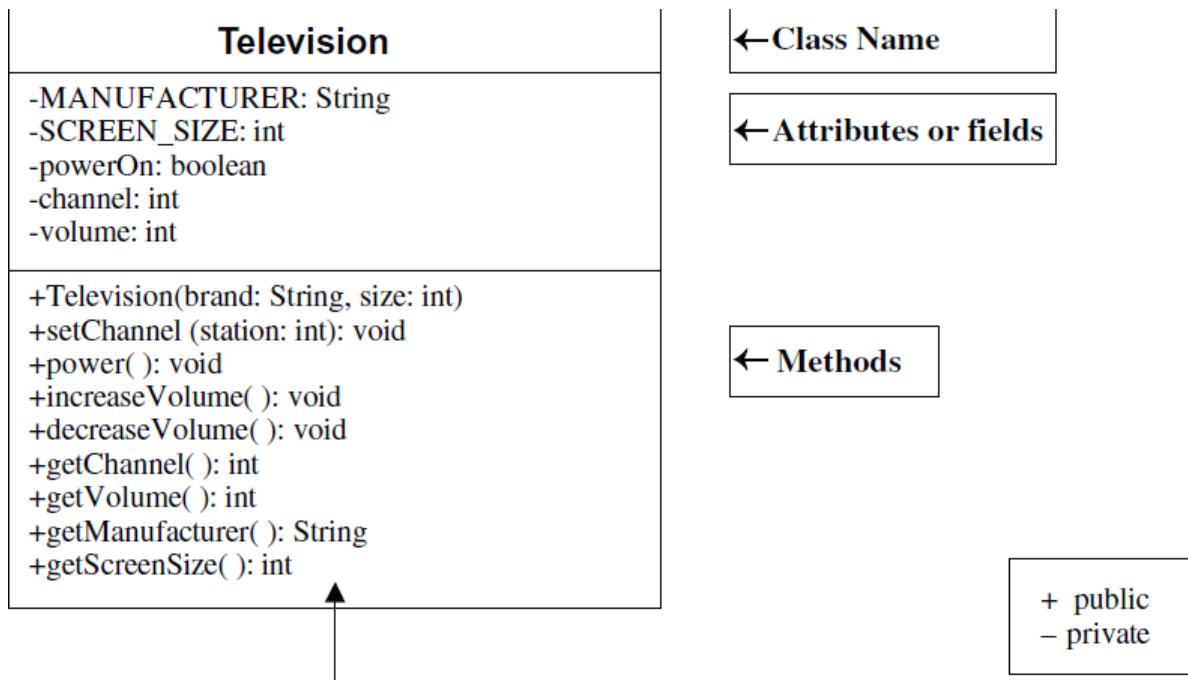 Television
←Class Name
-MANUFACTURER: String
-SCREEN_SIZE: int
-powerOn: boolean
-channel: int
-volume: int
←Attributes or fields
+Television(brand: String, size: int)
+setChannel (station: int): void
+power( ): void
+increaseVolume( ): void
+decreaseVolume( ): void
+getChannel( ): int
+getVolume( ): int
+getManufacturer( ): String
+getScreenSize( ): int
← Methods
+ public
– private